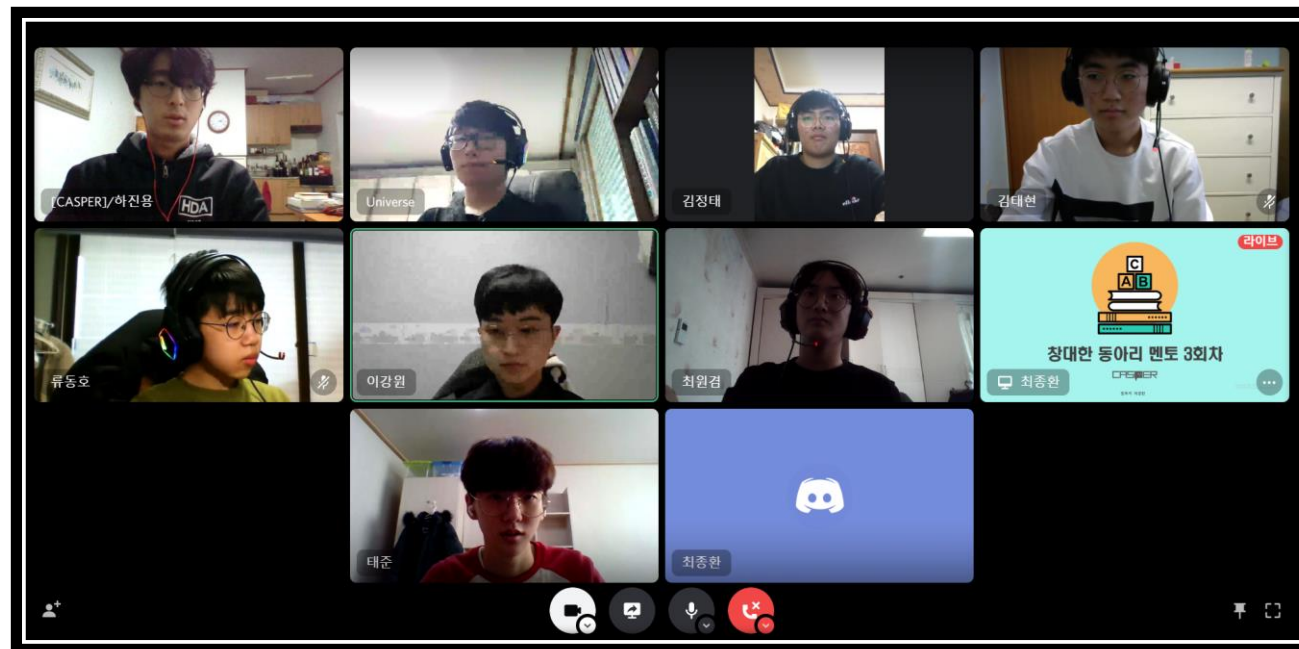 [CASPER]/하진용
HDA
Universe
김정태
김태현
류동호
이강원
최원겸
라이브
C
A B
창대한 동아리 멘토 3회차
CASPER
최종환
태준
최종환